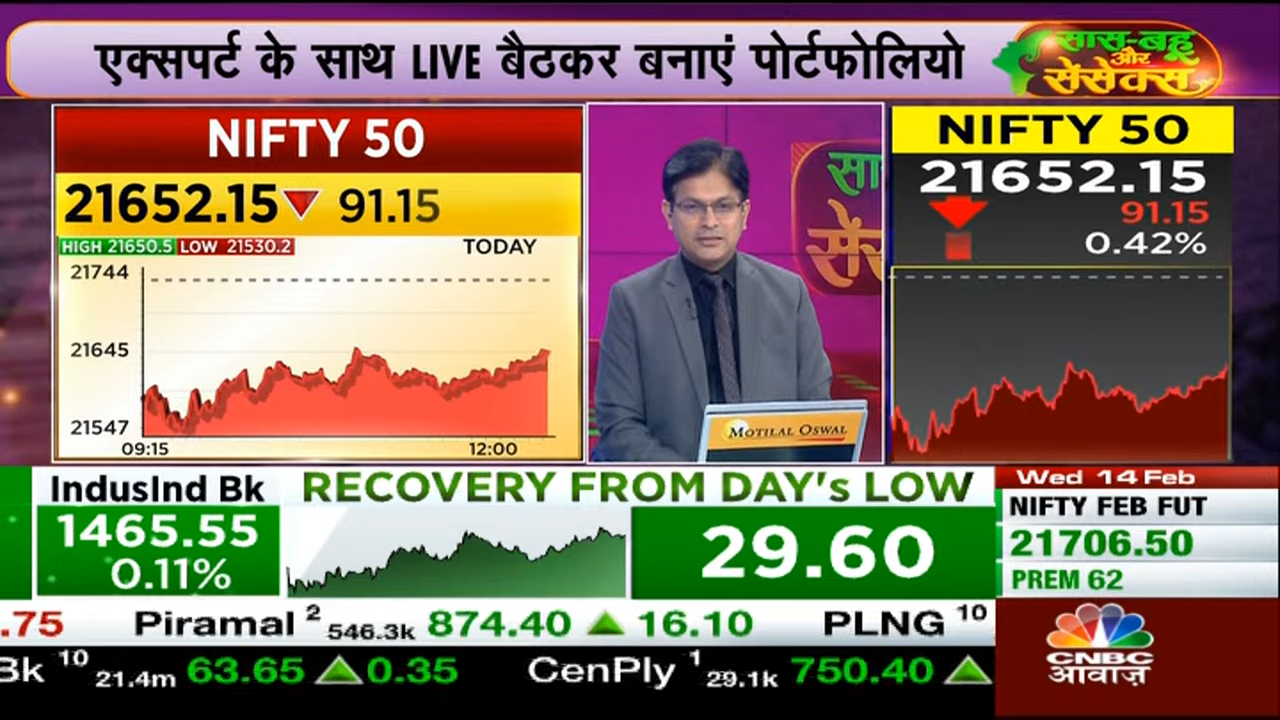 एक्सपर्ट के साथ LIVE बैठकर बनाएं पोर्टफोलियो
सास-बहू
और
सेंसेक्स
NIFTY 50
21652.15 91.15
HIGH 21650.5 LOW 21530.2 TODAY
21744
21645
21547
09:15 12:00
सा
सें
MOTILAL OSWAL
NIFTY 50
21652.15
91.15
0.42%
IndusInd Bk
1465.55
0.11%
RECOVERY FROM DAY's LOW
29.60
Wed 14 Feb
NIFTY FEB FUT
21706.50
PREM 62
.75 Piramal 2 546.3k 874.40 16.10 PLNG 10
Bk 10 21.4m 63.65 0.35 CenPly 1 29.1k 750.40
CNBC
आवाज़